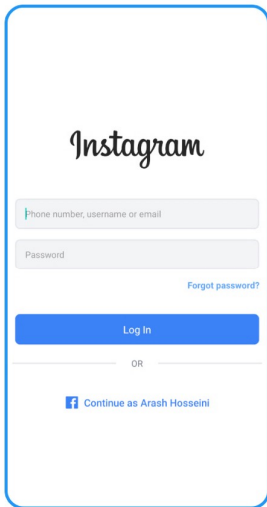 Instagram
Phone number, username or email
Password
Forgot password?
Log In
OR
Continue as Arash Hosseini